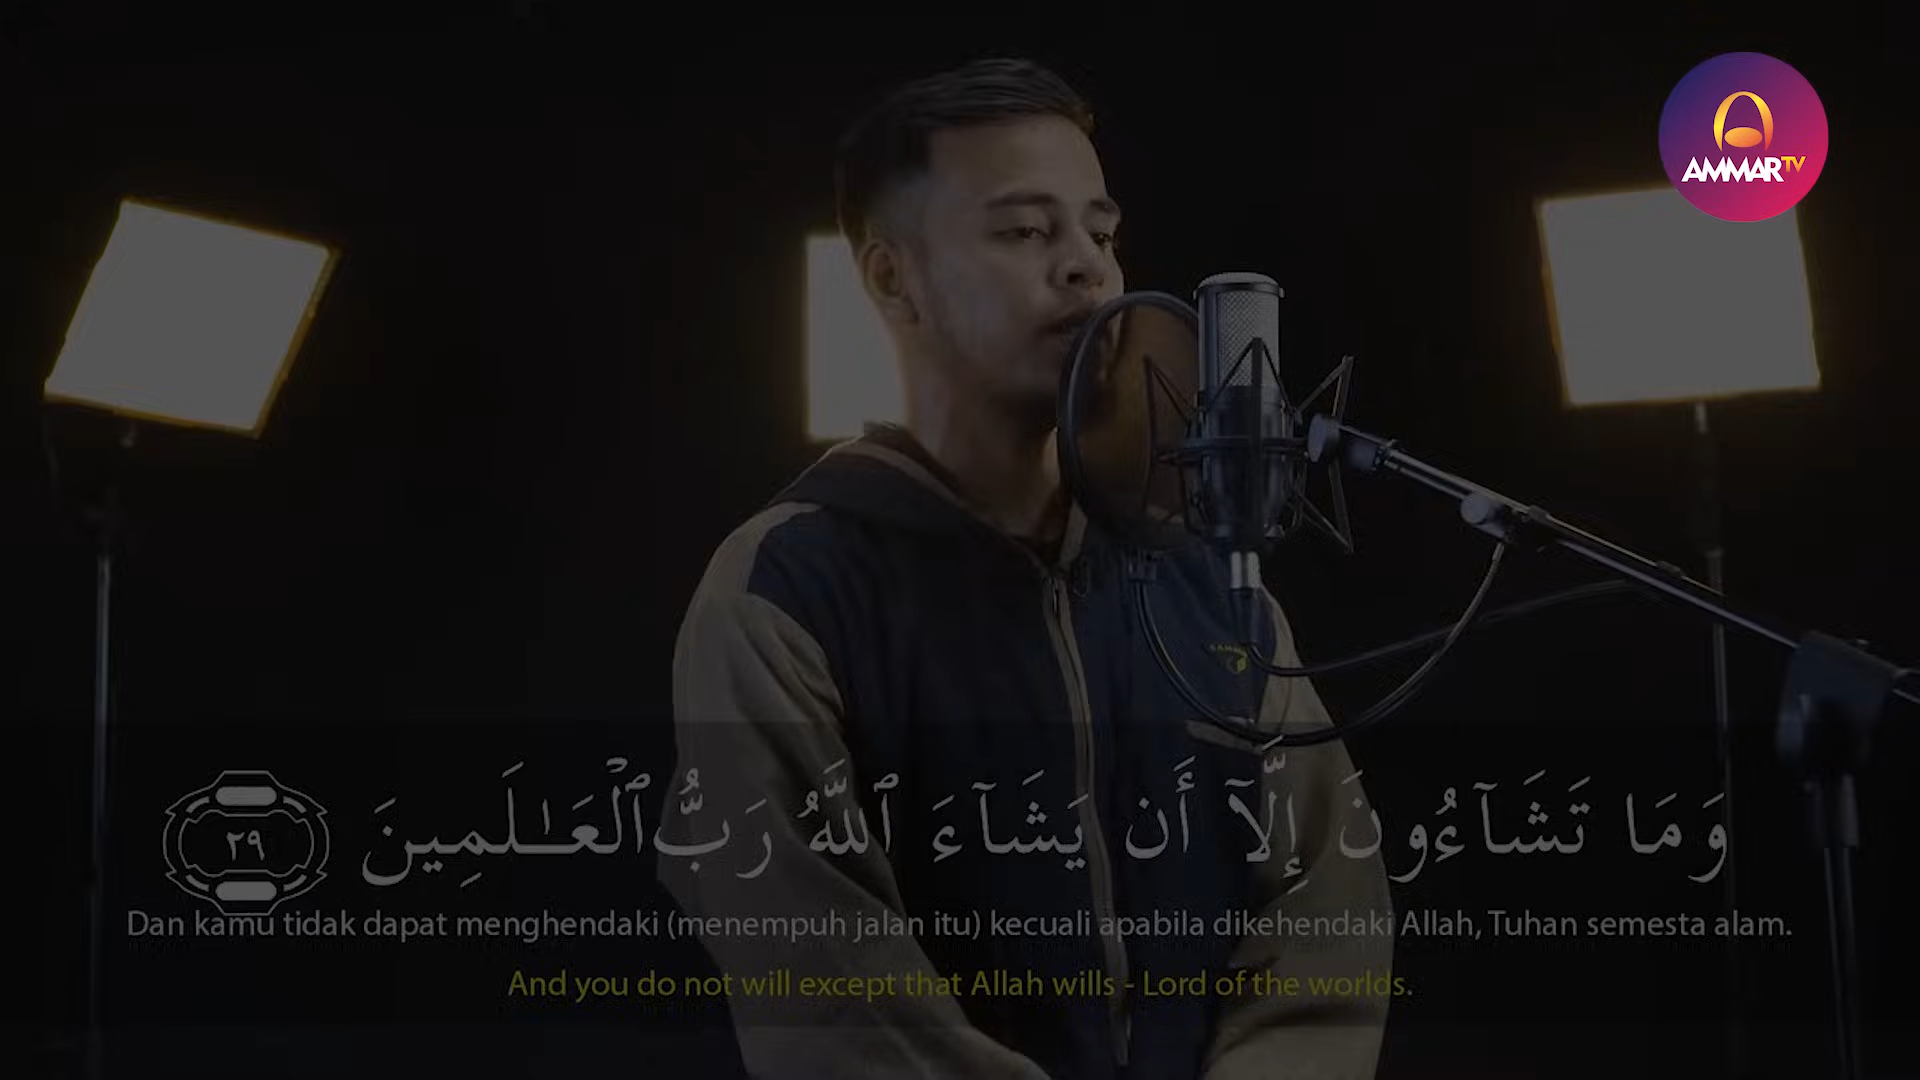 AMMARTV
وَمَا تَشَآءُونَ إِلَّآ أَن يَشَآءَ ٱللَّهُ رَبُّ ٱلْعَـٰلَمِينَ ٢٩
Dan kamu tidak dapat menghendaki (menempuh jalan itu) kecuali apabila dikehendaki Allah, Tuhan semesta alam.
And you do not will except that Allah wills - Lord of the worlds.